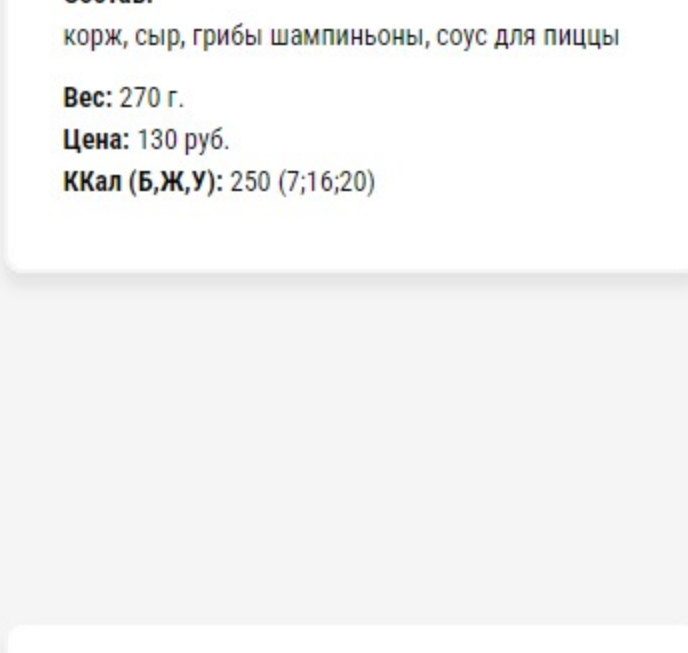 корж, сыр, грибы шампиньоны, соус для пиццы
Вес: 270 г.
Цена: 130 руб.
ККал (Б,Ж,У): 250 (7;16;20)